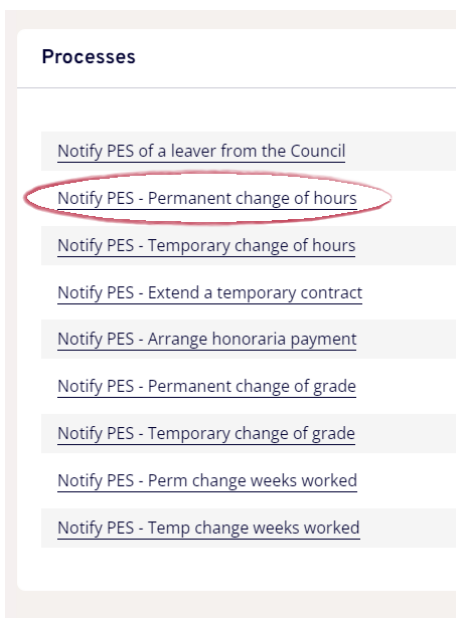 Processes
Notify PES of a leaver from the Council
Notify PES - Permanent change of hours
Notify PES - Temporary change of hours
Notify PES - Extend a temporary contract
Notify PES - Arrange honoraria payment
Notify PES - Permanent change of grade
Notify PES - Temporary change of grade
Notify PES - Perm change weeks worked
Notify PES - Temp change weeks worked